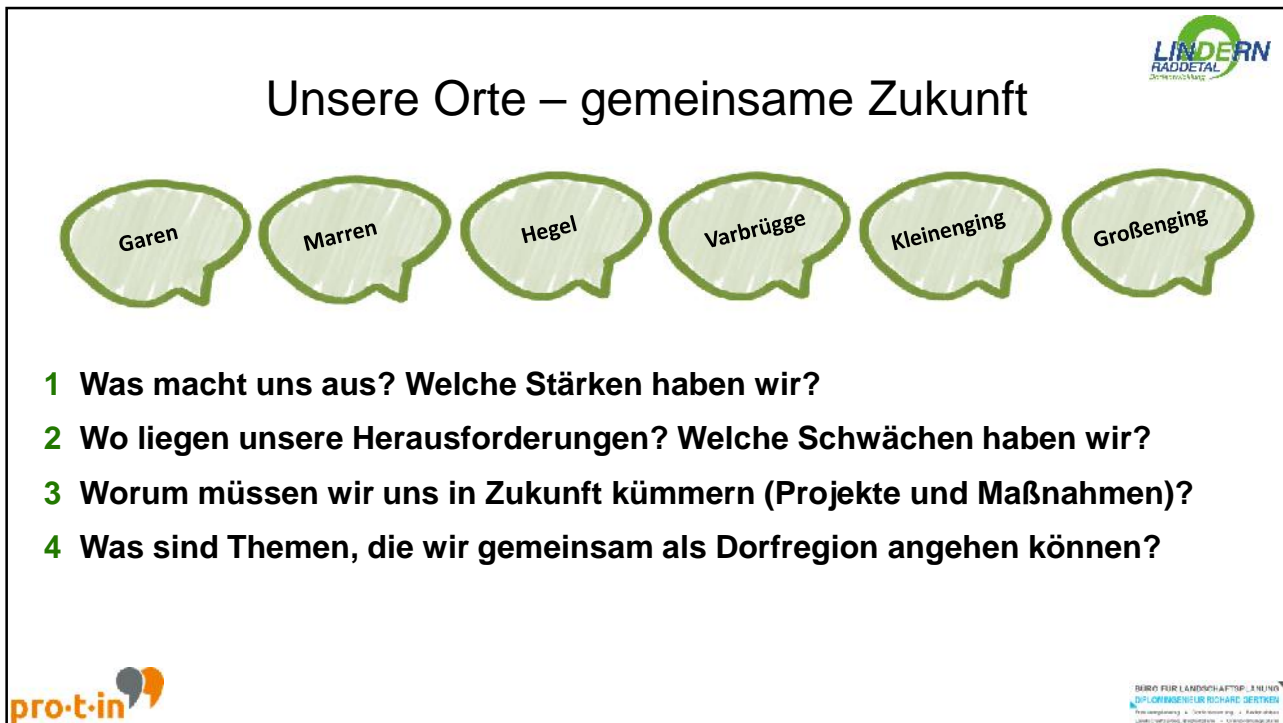 LINDERN
RADDETAL
Dorfentwicklung
Unsere Orte – gemeinsame Zukunft
Garen
Marren
Hegel
Varbrügge
Kleinenging
Großenging
1 Was macht uns aus? Welche Stärken haben wir?
2 Wo liegen unsere Herausforderungen? Welche Schwächen haben wir?
3 Worum müssen wir uns in Zukunft kümmern (Projekte und Maßnahmen)?
4 Was sind Themen, die wir gemeinsam als Dorfregion angehen können?
pro-t-in
BÜRO FÜR LANDSCHAFTSPLANUNG
DIPLOMINGENIEUR RICHARD GERTKEN